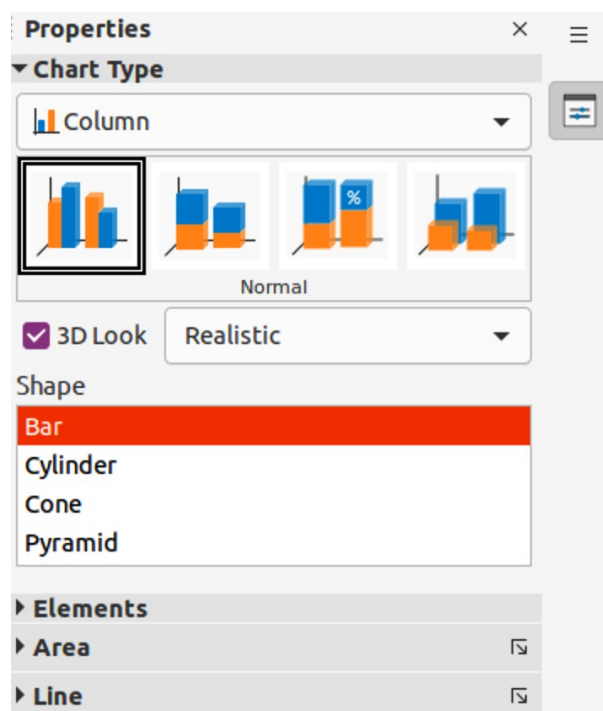 Properties
Chart Type
Column
%
Normal
3D Look
Realistic
Shape
Bar
Cylinder
Cone
Pyramid
Elements
Area
Line